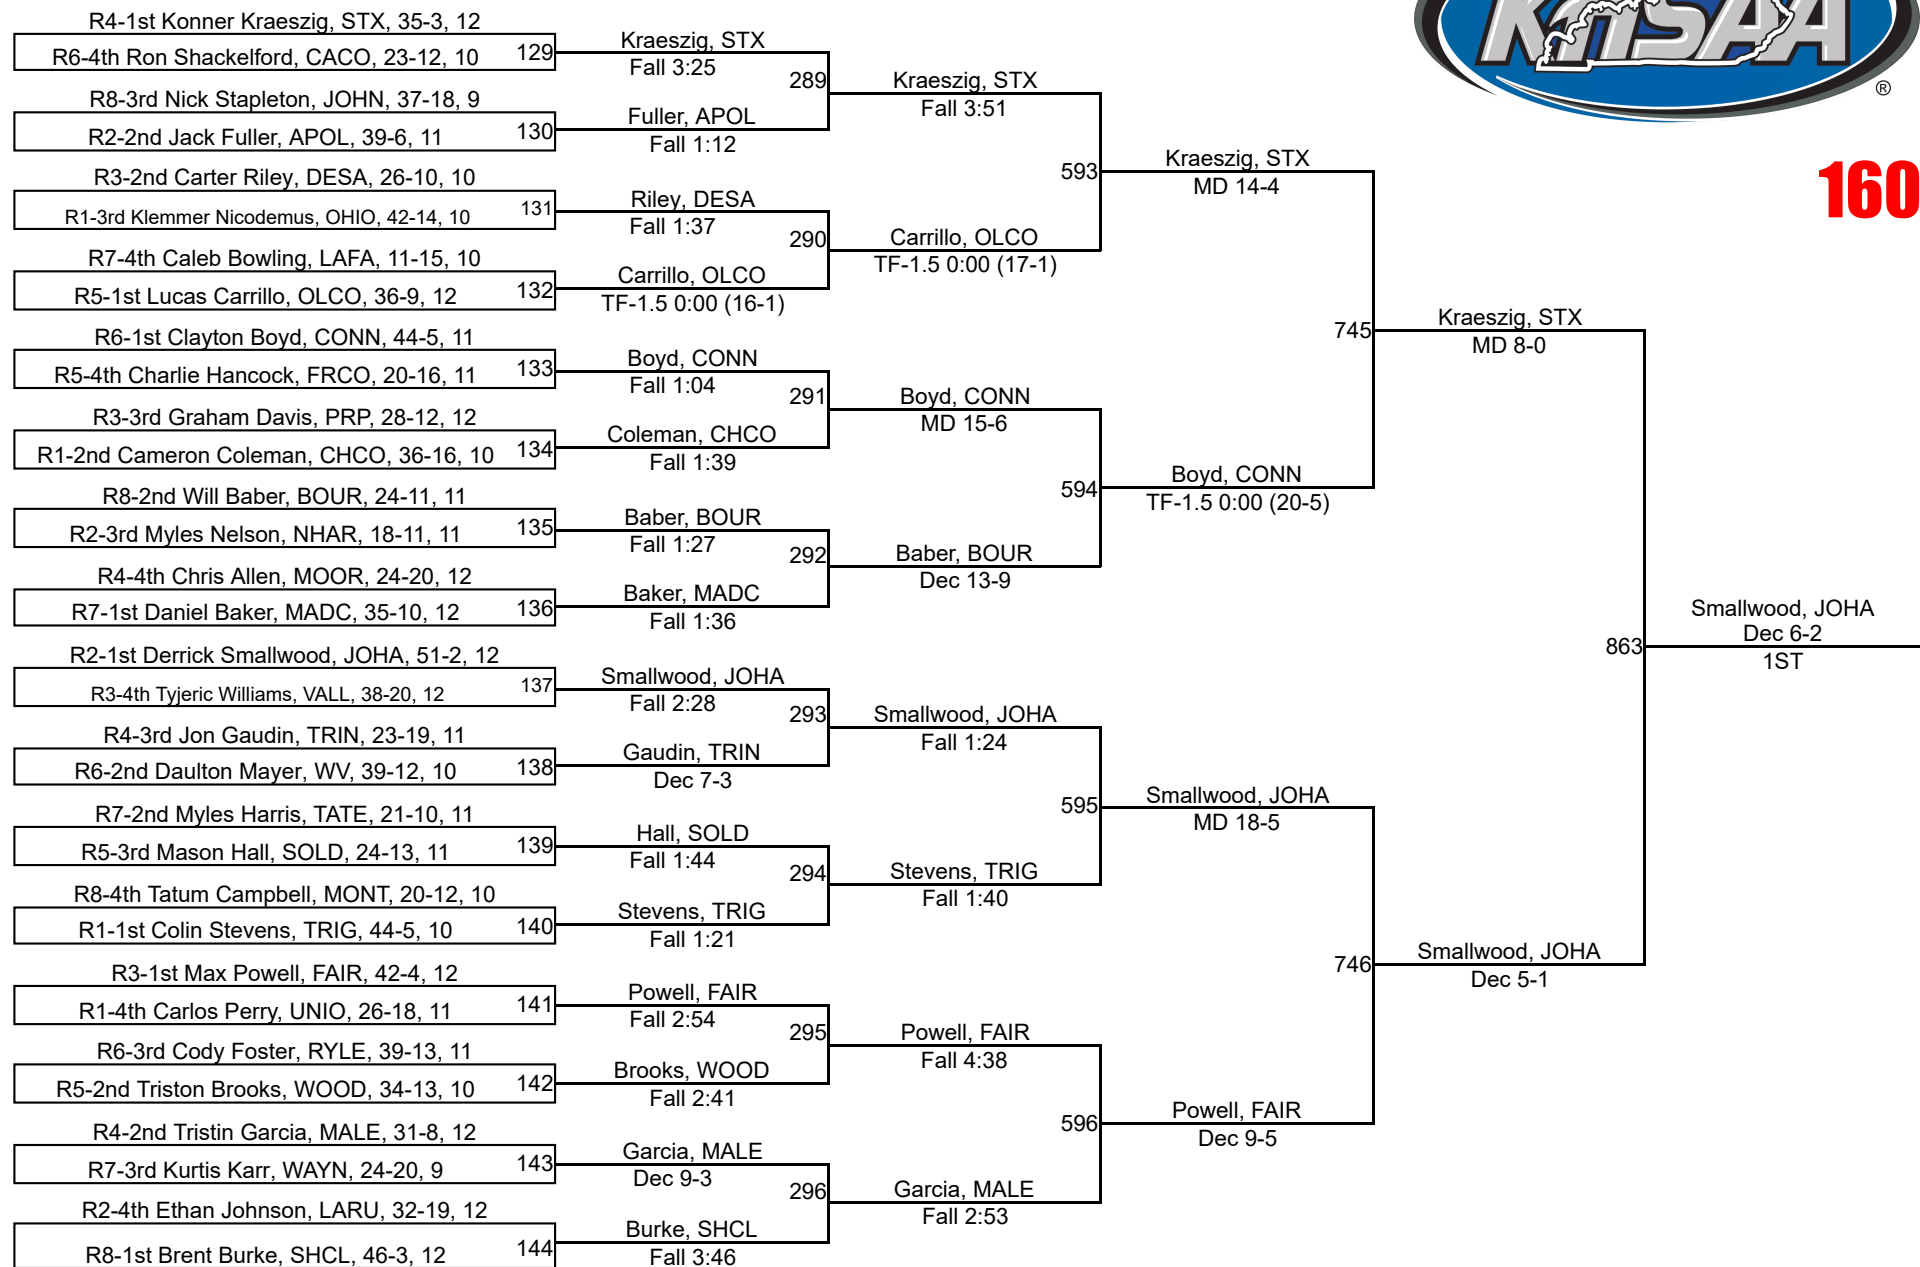 KHSAA
®
160
R4-1st Konner Kraeszig, STX, 35-3, 12
R6-4th Ron Shackelford, CACO, 23-12, 10
129
R8-3rd Nick Stapleton, JOHN, 37-18, 9
R2-2nd Jack Fuller, APOL, 39-6, 11
130
R3-2nd Carter Riley, DESA, 26-10, 10
R1-3rd Klemmer Nicodemus, OHIO, 42-14, 10
131
R7-4th Caleb Bowling, LAFA, 11-15, 10
R5-1st Lucas Carrillo, OLCO, 36-9, 12
132
R6-1st Clayton Boyd, CONN, 44-5, 11
R5-4th Charlie Hancock, FRCO, 20-16, 11
133
R3-3rd Graham Davis, PRP, 28-12, 12
R1-2nd Cameron Coleman, CHCO, 36-16, 10
134
R8-2nd Will Baber, BOUR, 24-11, 11
R2-3rd Myles Nelson, NHAR, 18-11, 11
135
R4-4th Chris Allen, MOOR, 24-20, 12
R7-1st Daniel Baker, MADC, 35-10, 12
136
R2-1st Derrick Smallwood, JOHA, 51-2, 12
R3-4th Tyjeric Williams, VALL, 38-20, 12
137
R4-3rd Jon Gaudin, TRIN, 23-19, 11
R6-2nd Daulton Mayer, WV, 39-12, 10
138
R7-2nd Myles Harris, TATE, 21-10, 11
R5-3rd Mason Hall, SOLD, 24-13, 11
139
R8-4th Tatum Campbell, MONT, 20-12, 10
R1-1st Colin Stevens, TRIG, 44-5, 10
140
R3-1st Max Powell, FAIR, 42-4, 12
R1-4th Carlos Perry, UNIO, 26-18, 11
141
R6-3rd Cody Foster, RYLE, 39-13, 11
R5-2nd Triston Brooks, WOOD, 34-13, 10
142
R4-2nd Tristin Garcia, MALE, 31-8, 12
R7-3rd Kurtis Karr, WAYN, 24-20, 9
143
R2-4th Ethan Johnson, LARU, 32-19, 12
R8-1st Brent Burke, SHCL, 46-3, 12
144
Kraeszig, STX
Fall 3:25
289
Fuller, APOL
Fall 1:12
Riley, DESA
Fall 1:37
290
Carrillo, OLCO
TF-1.5 0:00 (16-1)
Boyd, CONN
Fall 1:04
291
Coleman, CHCO
Fall 1:39
Baber, BOUR
Fall 1:27
292
Baker, MADC
Fall 1:36
Smallwood, JOHA
Fall 2:28
293
Gaudin, TRIN
Dec 7-3
Hall, SOLD
Fall 1:44
294
Stevens, TRIG
Fall 1:21
Powell, FAIR
Fall 2:54
295
Brooks, WOOD
Fall 2:41
Garcia, MALE
Dec 9-3
296
Burke, SHCL
Fall 3:46
Kraeszig, STX
Fall 3:51
593
Carrillo, OLCO
TF-1.5 0:00 (17-1)
Boyd, CONN
MD 15-6
594
Baber, BOUR
Dec 13-9
Smallwood, JOHA
Fall 1:24
595
Stevens, TRIG
Fall 1:40
Powell, FAIR
Fall 4:38
596
Garcia, MALE
Fall 2:53
Kraeszig, STX
MD 14-4
745
Boyd, CONN
TF-1.5 0:00 (20-5)
Smallwood, JOHA
MD 18-5
746
Powell, FAIR
Dec 9-5
Kraeszig, STX
MD 8-0
863
Smallwood, JOHA
Dec 5-1
Smallwood, JOHA
Dec 6-2
1ST